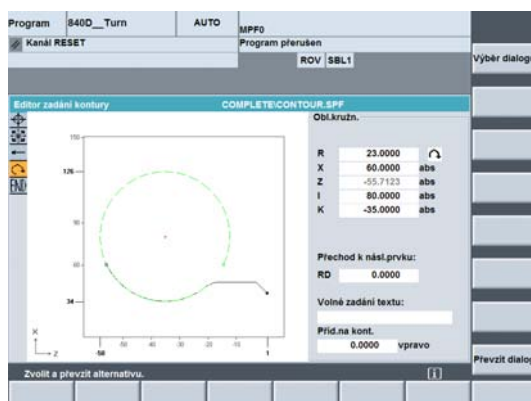 Program 840D__Turn AUTO MPF0
Kanál RESET Program přerušen
ROV SBL1
Výběr dialogu
Editor zadání kontury COMPLETE\CONTOUR.SPF
Obl.kružn.
R 23.0000
X 60.0000 abs
Z -55.7123 abs
I 80.0000 abs
K -35.0000 abs
Přechod k násl.prvku:
RD 0.0000
Volné zadání textu:
Příd.na kont.
0.0000 vpravo
END
150
126
90
60
34
X
Z
-58 -50 -30 -20 -10 1
Převzít dialog
Zvolit a převzít alternativu.